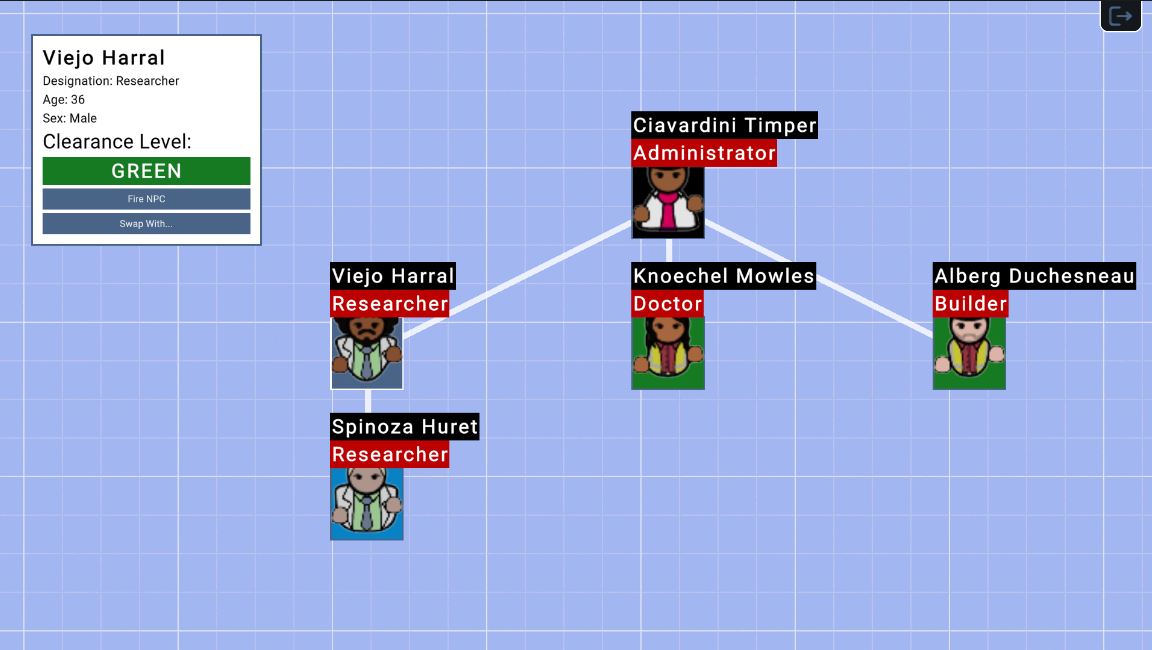 Viejo Harral
Designation: Researcher
Age: 36
Sex: Male
Clearance Level:
GREEN
Fire NPC
Swap With...
Ciavardini Timper
Administrator
Viejo Harral
Researcher
Knoechel Mowles
Doctor
Alberg Duchesneau
Builder
Spinoza Huret
Researcher